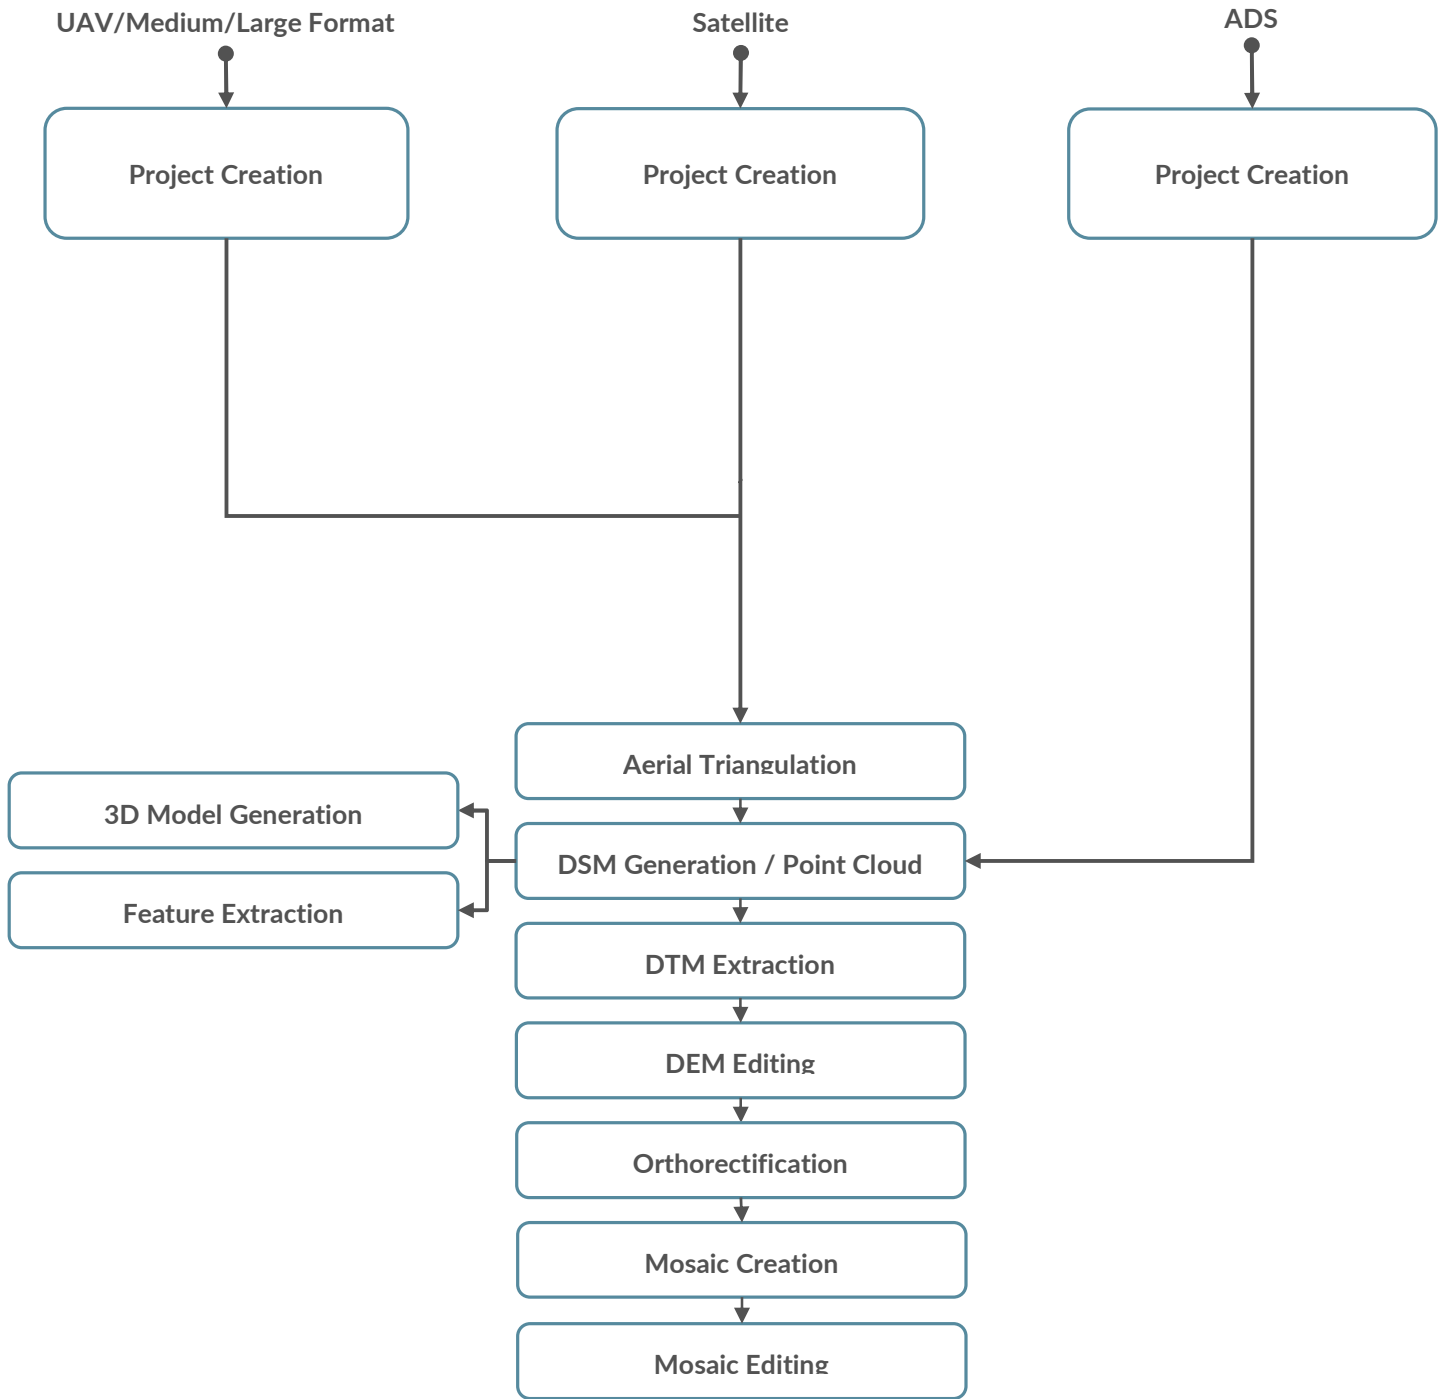 UAV/Medium/Large Format
Satellite
ADS
Project Creation
Project Creation
Project Creation
Aerial Triangulation
3D Model Generation
DSM Generation / Point Cloud
Feature Extraction
DTM Extraction
DEM Editing
Orthorectification
Mosaic Creation
Mosaic Editing